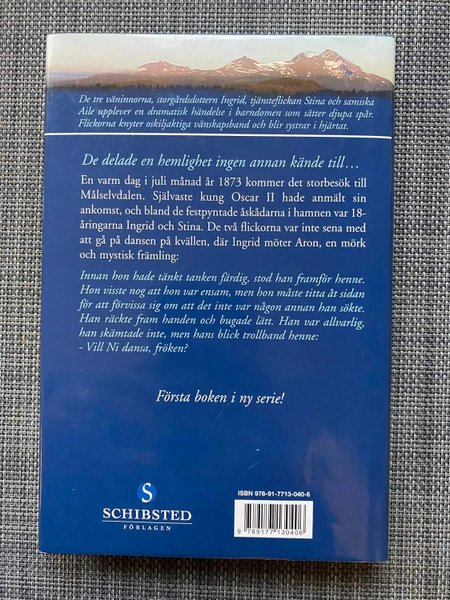 De tre väninnorna, storgårdsdottern Ingrid, tjänsteflickan Stina och samiska
Aile upplever en dramatisk händelse i barndomen som sätter djupa spår.
Flickorna knyter oskiljaktiga vänskapsband och blir systrar i hjärtat.
De delade en hemlighet ingen annan kände till…
En varm dag i juli månad år 1873 kommer det storbesök till
Målselvdalen. Självaste kung Oscar II hade anmält sin
ankomst, och bland de festpyntade åskådarna i hamnen var 18-
åringarna Ingrid och Stina. De två flickorna var inte sena med
att gå på dansen på kvällen, där Ingrid möter Aron, en mörk
och mystisk främling:
Innan hon hade tänkt tanken färdig, stod han framför henne.
Hon visste nog att hon var ensam, men hon måste titta åt sidan
för att förvissa sig om att det inte var någon annan han sökte.
Han räckte fram handen och bugade lätt. Han var allvarlig,
han skämtade inte, men hans blick trollband henne:
- Vill Ni dansa, fröken?
Första boken i ny serie!
S
SCHIBSTED
FÖRLAGEN
ISBN 978-91-7713-040-6
9 789177 130406